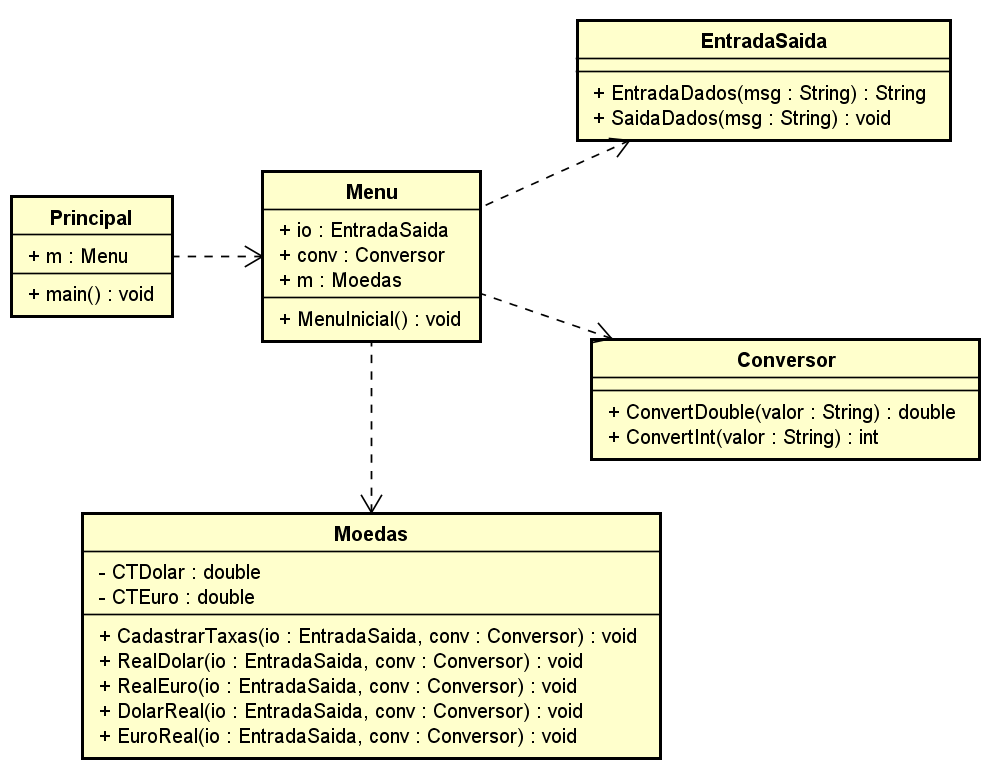 EntradaSaida
+ EntradaDados(msg : String) : String
+ SaidaDados(msg : String) : void
Principal
+ m : Menu
+ main() : void
Menu
+ io : EntradaSaida
+ conv : Conversor
+ m : Moedas
+ MenuInicial() : void
Conversor
+ ConvertDouble(valor : String) : double
+ ConvertInt(valor : String) : int
Moedas
- CTDolar : double
- CTEuro : double
+ CadastrarTaxas(io : EntradaSaida, conv : Conversor) : void
+ RealDolar(io : EntradaSaida, conv : Conversor) : void
+ RealEuro(io : EntradaSaida, conv : Conversor) : void
+ DolarReal(io : EntradaSaida, conv : Conversor) : void
+ EuroReal(io : EntradaSaida, conv : Conversor) : void